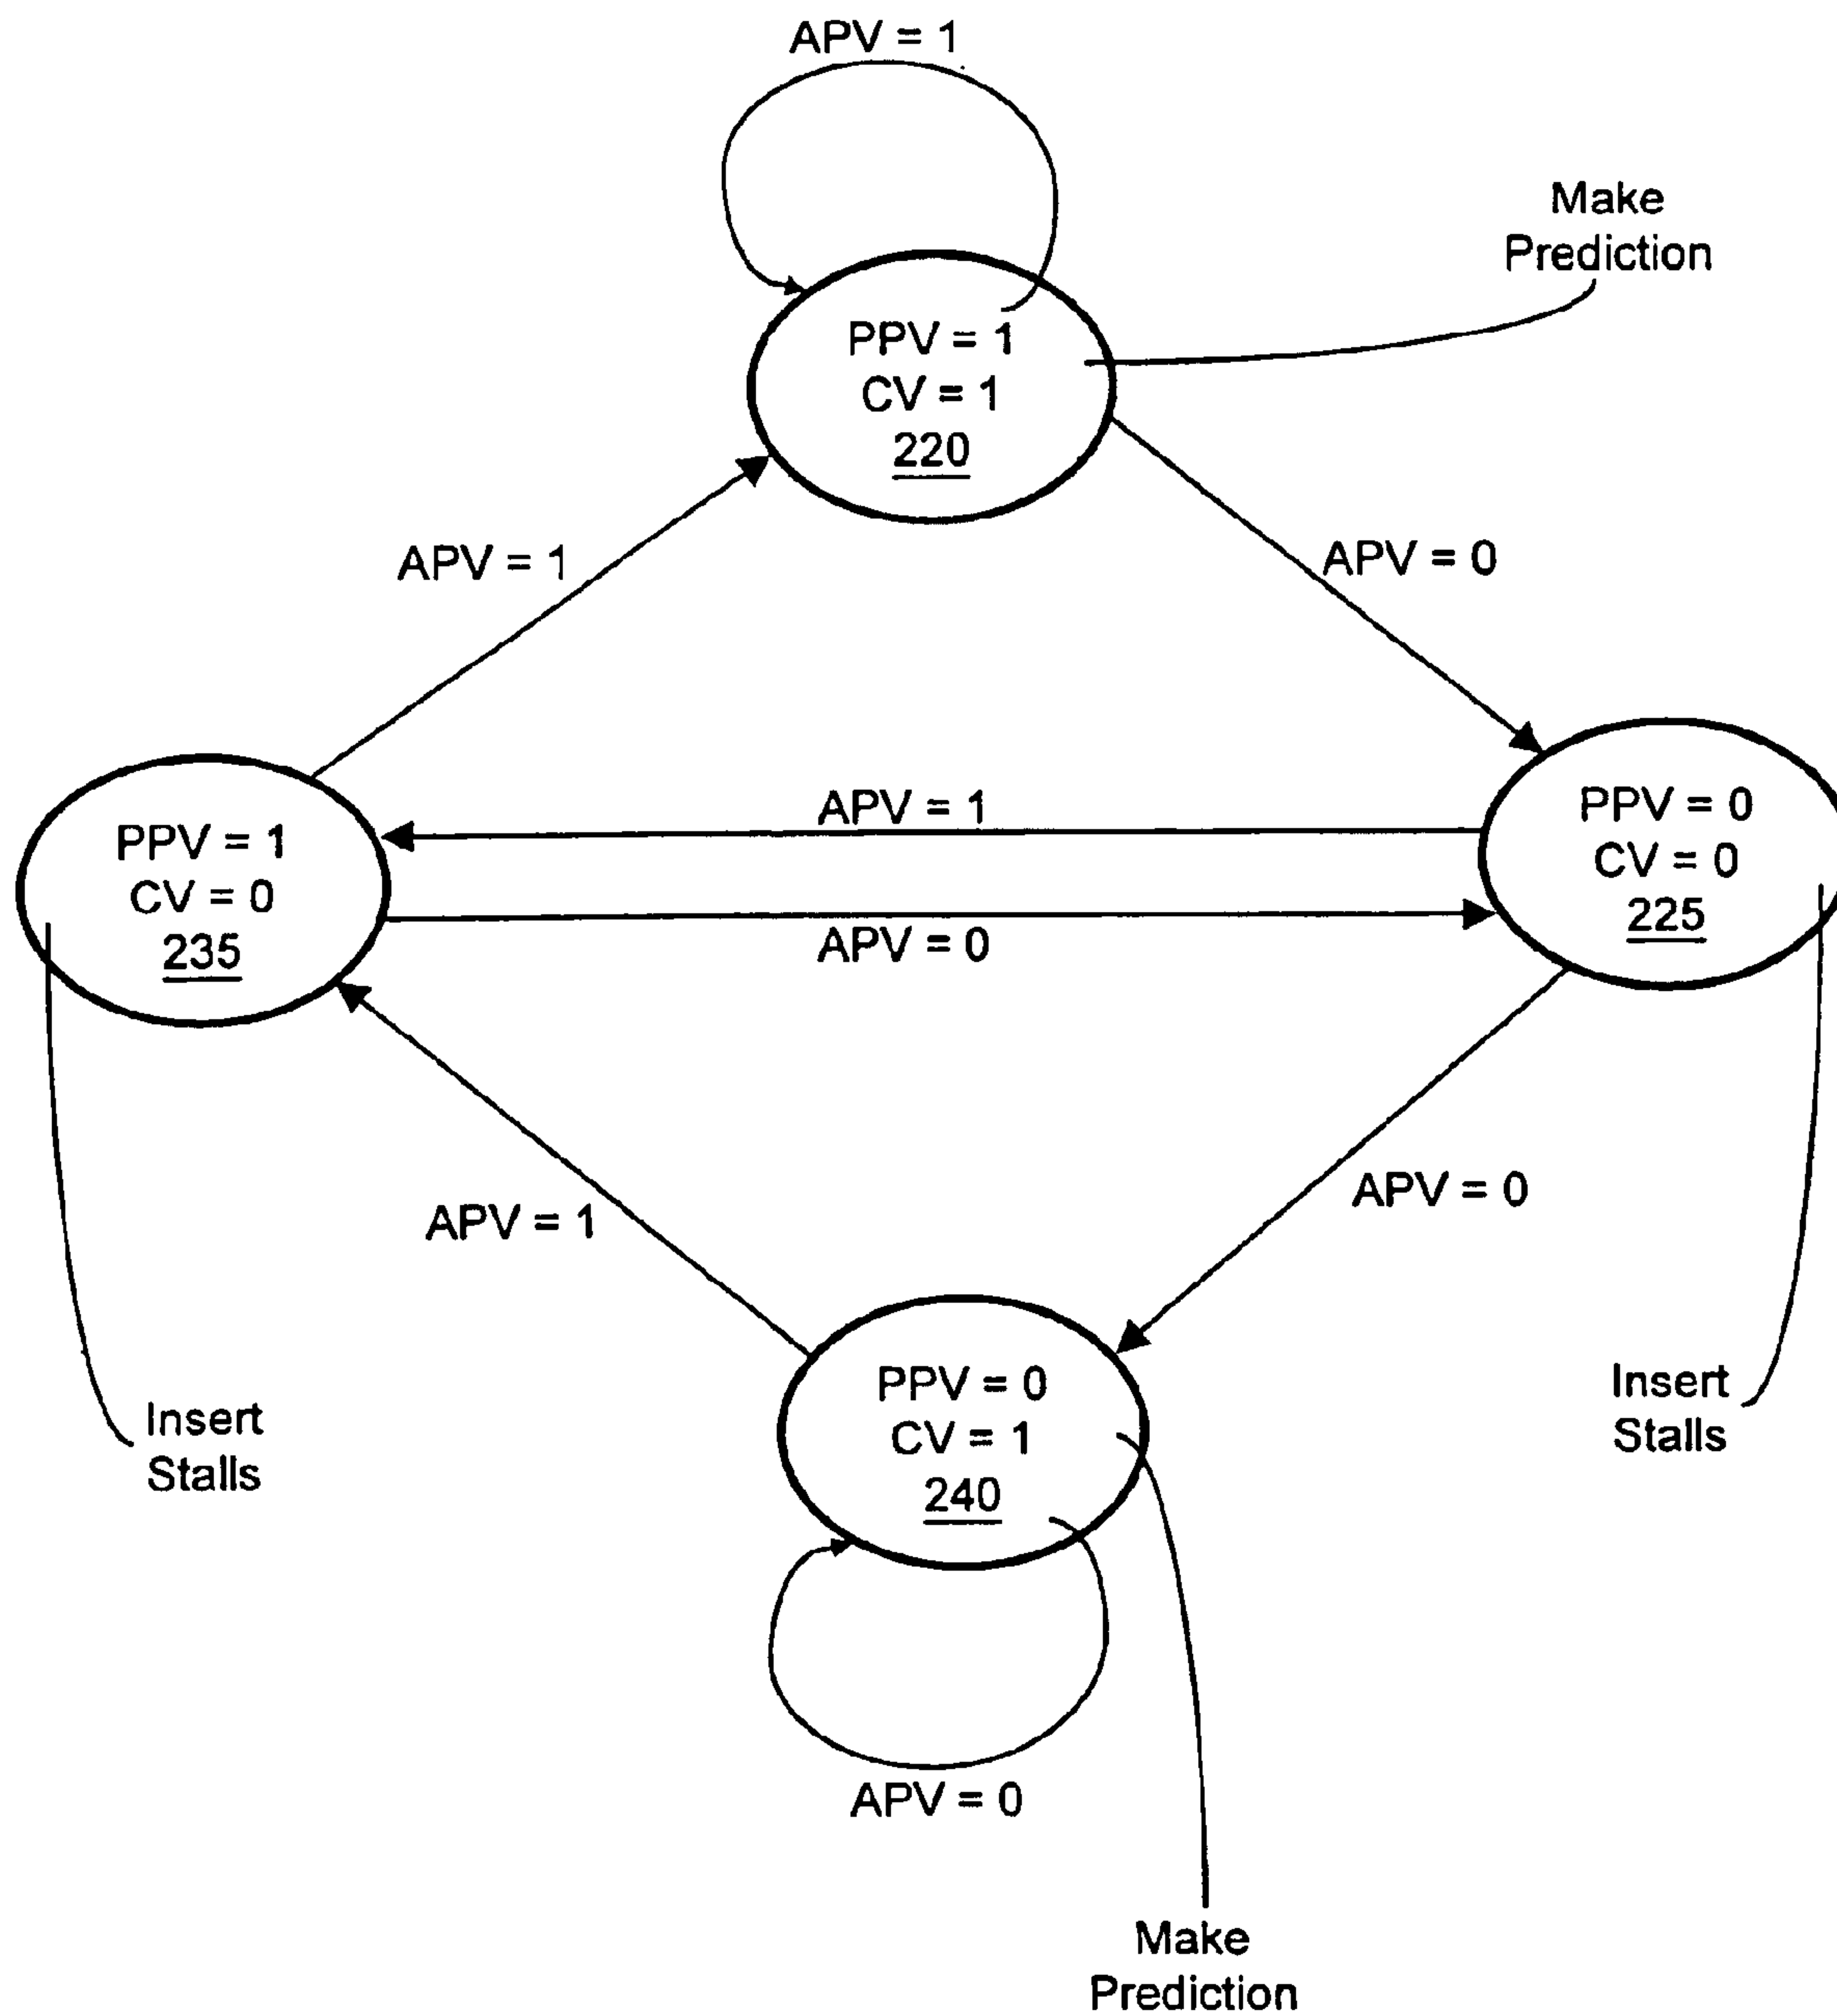 APV = 1
Make
Prediction
PPV = 1
CV = 1
220
APV = 1
APV = 0
PPV = 1
CV = 0
235
APV = 1
APV = 0
PPV = 0
CV = 0
225
APV = 1
APV = 0
PPV = 0
CV = 1
240
Insert
Stalls
Insert
Stalls
APV = 0
Make
Prediction